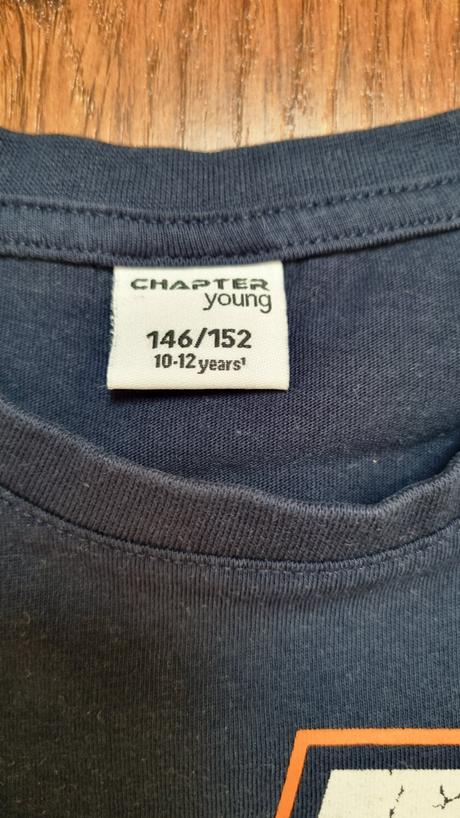 CHAPTER
young
146/152
10-12 years¹